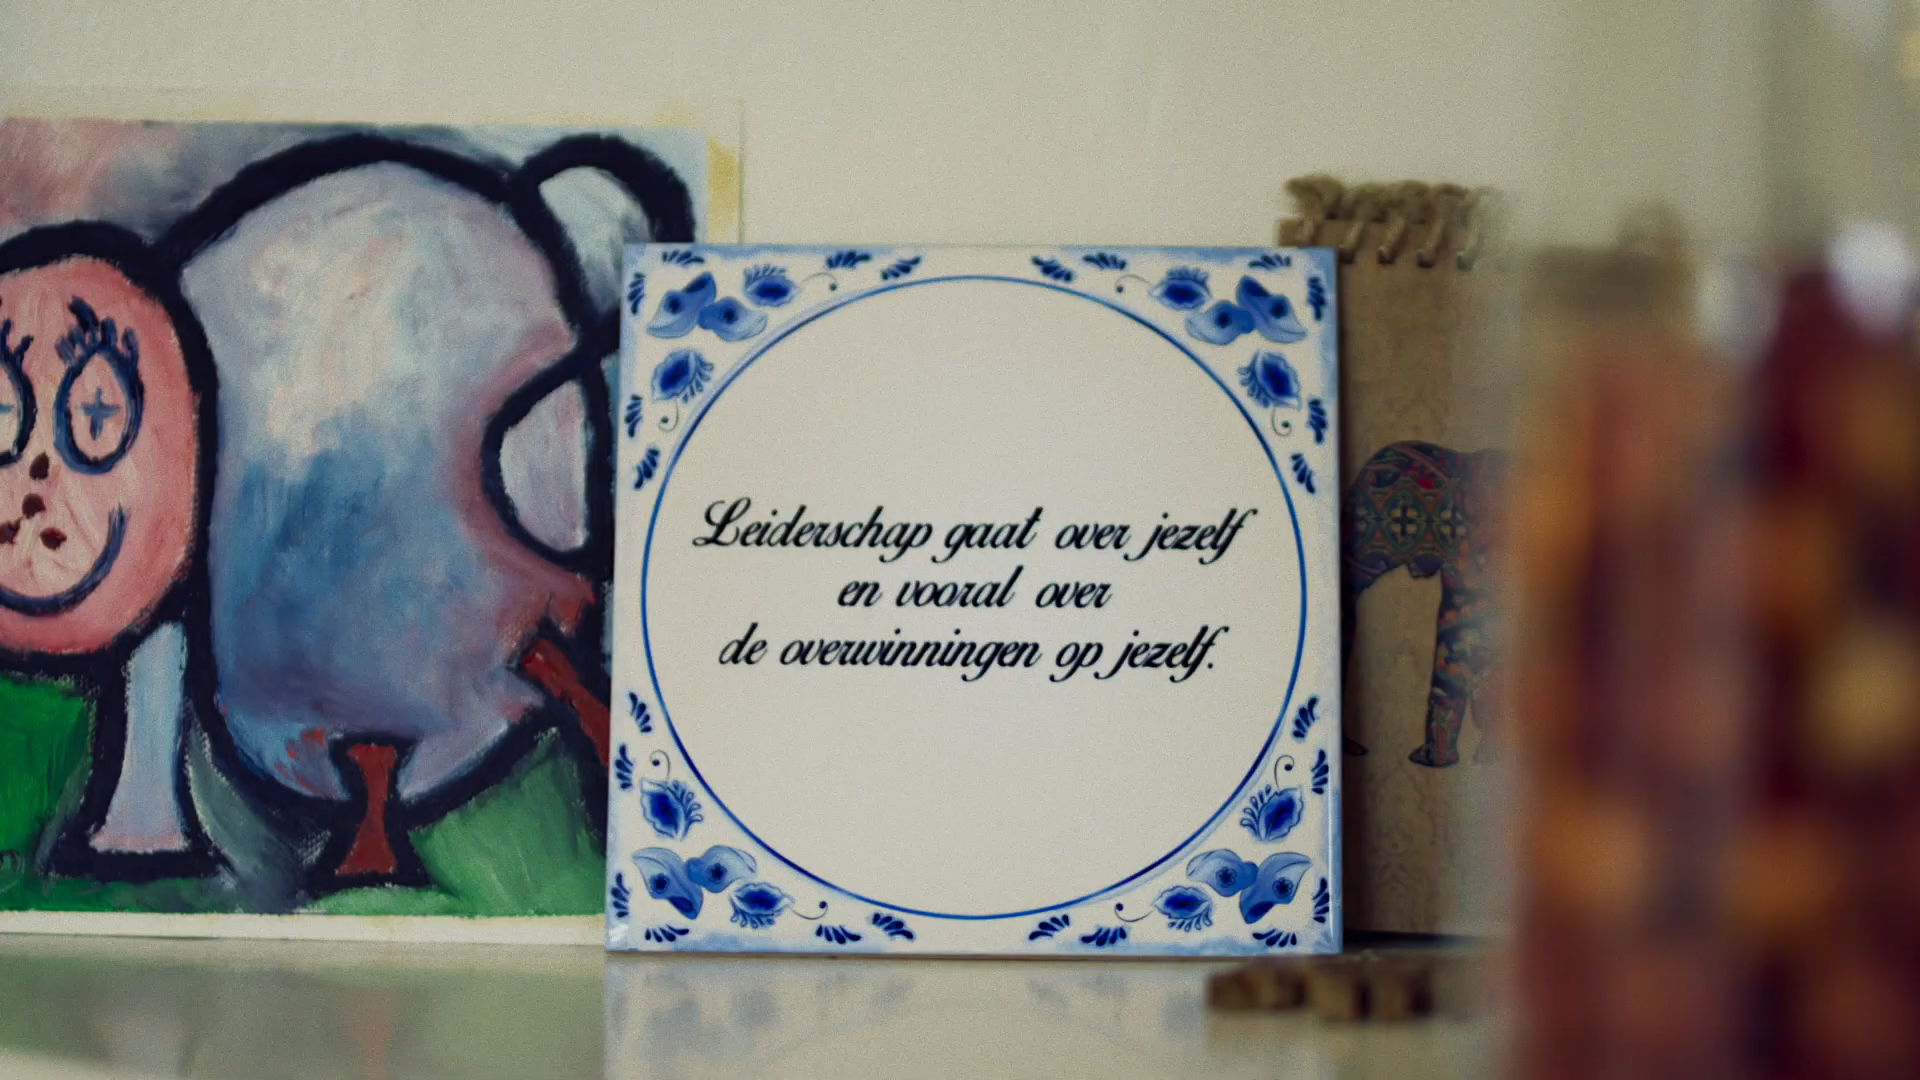 Leiderschap gaat over jezelf
en vooral over
de overwinningen op jezelf.